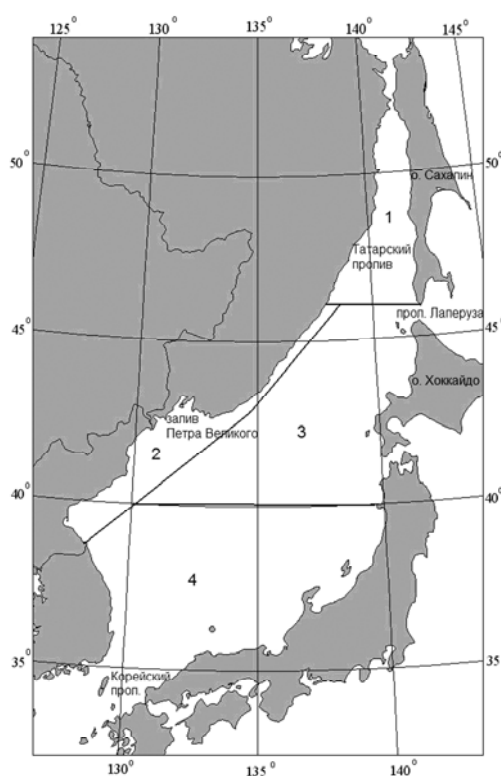 125° 130° 135° 140° 145°
50° 50°
о. Сахалин
1
Татарский
пролив
45° 45°
прол. Лаперуза
о. Хоккайдо
залив
Петра Великого
2
3
40° 40°
4
35° 35°
Корейский
прол.
130° 135° 140°